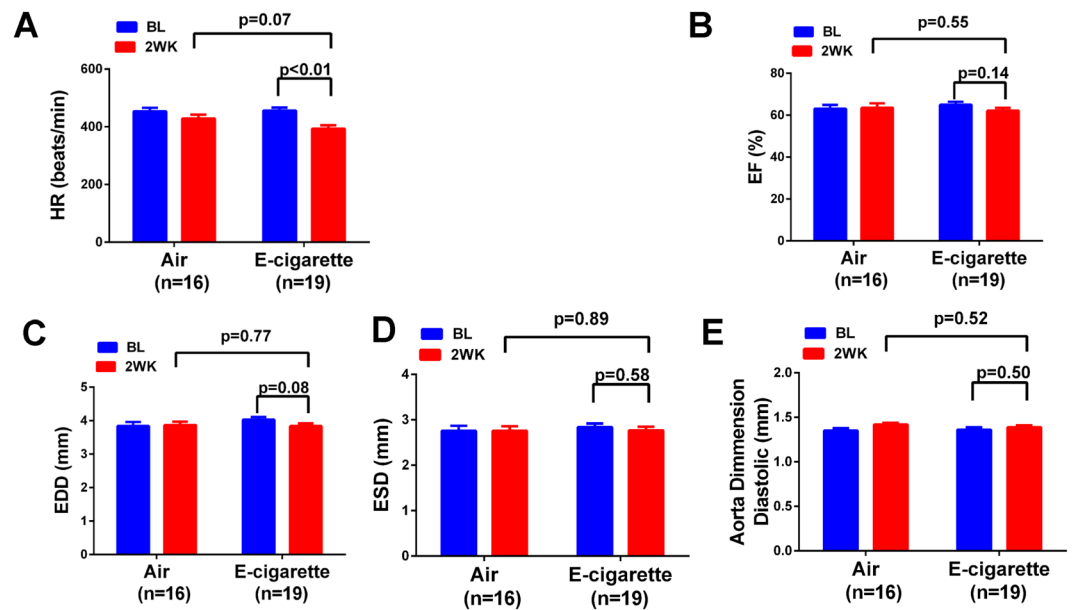 A
BL
2WK
p=0.07
p<0.01
HR (beats/min)
600
400
200
0
Air
(n=16)
E-cigarette
(n=19)
B
BL
2WK
p=0.55
p=0.14
EF (%)
80
60
40
20
0
Air
(n=16)
E-cigarette
(n=19)
C
BL
2WK
p=0.77
p=0.08
EDD (mm)
5
4
3
2
1
0
Air
(n=16)
E-cigarette
(n=19)
D
BL
2WK
p=0.89
p=0.58
ESD (mm)
4
3
2
1
0
Air
(n=16)
E-cigarette
(n=19)
E
BL
2WK
p=0.52
p=0.50
Aorta Dimmension
Diastolic (mm)
2.0
1.5
1.0
0.5
0.0
Air
(n=16)
E-cigarette
(n=19)